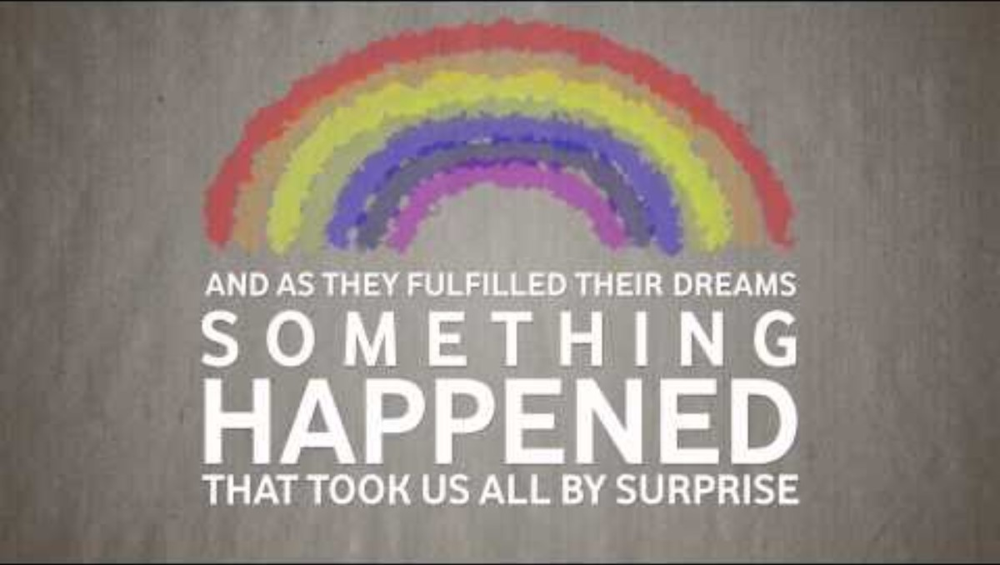 AND AS THEY FULFILLED THEIR DREAMS
SOMETHING
HAPPENED
THAT TOOK US ALL BY SURPRISE